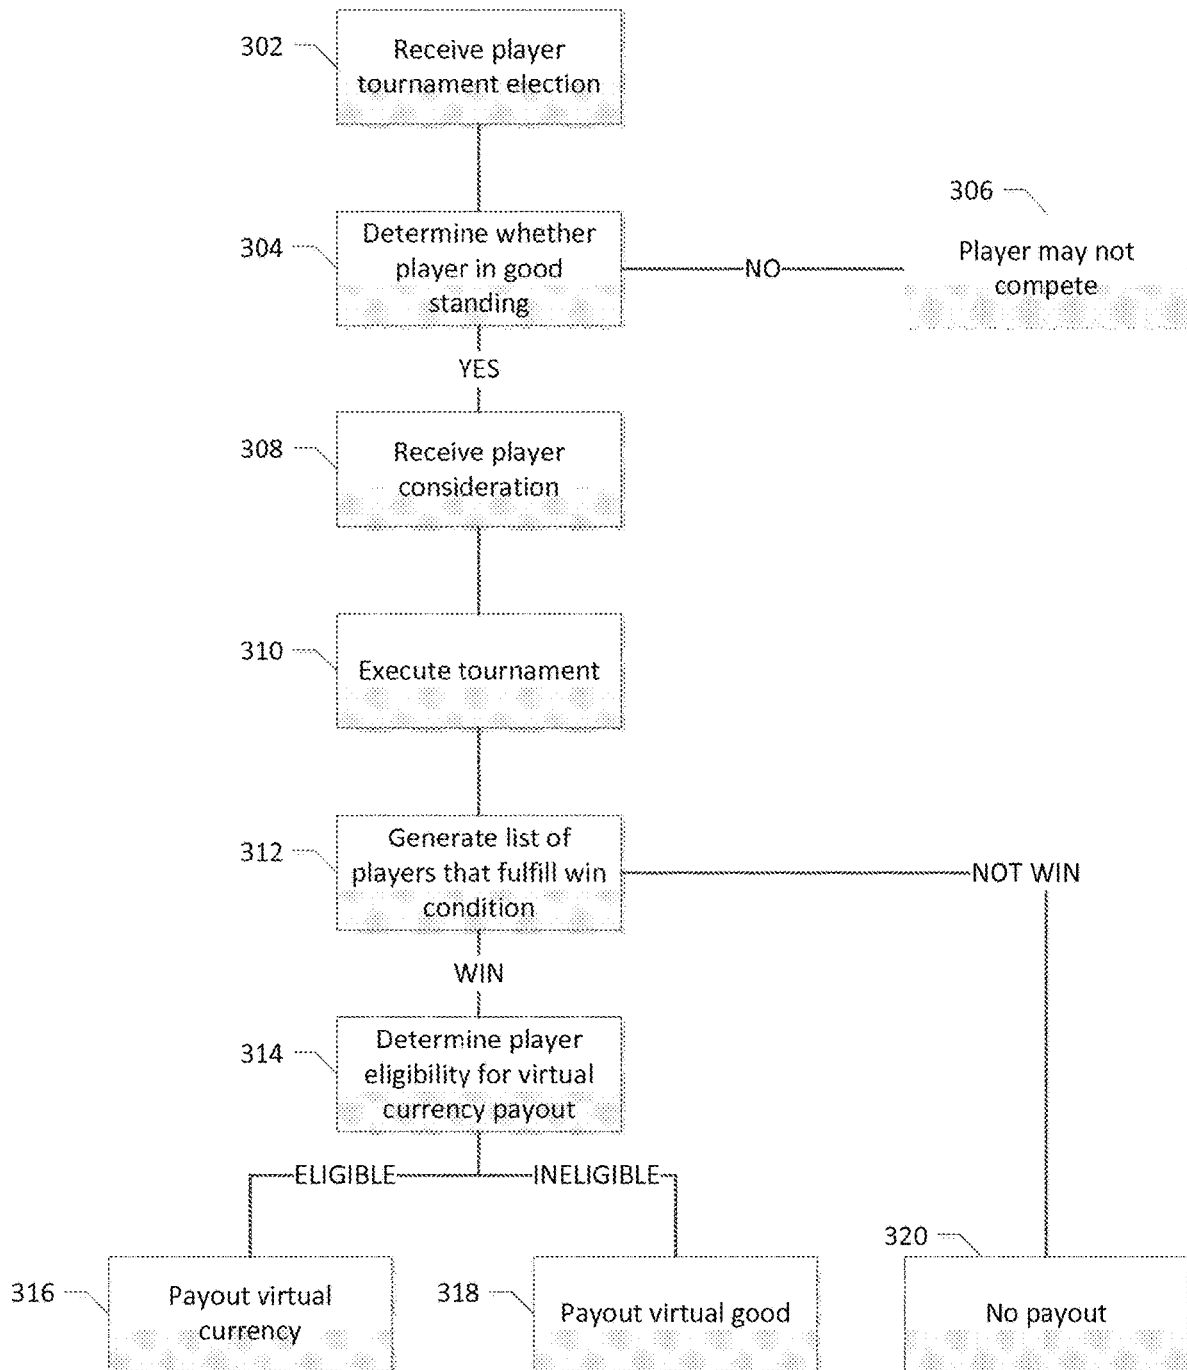 302
Receive player
tournament election
306
304
Determine whether
player in good
standing
NO
Player may not
compete
YES
308
Receive player
consideration
310
Execute tournament
312
Generate list of
players that fulfill win
condition
NOT WIN
WIN
314
Determine player
eligibility for virtual
currency payout
ELIGIBLE
INELIGIBLE
316
Payout virtual
currency
318
Payout virtual good
320
No payout